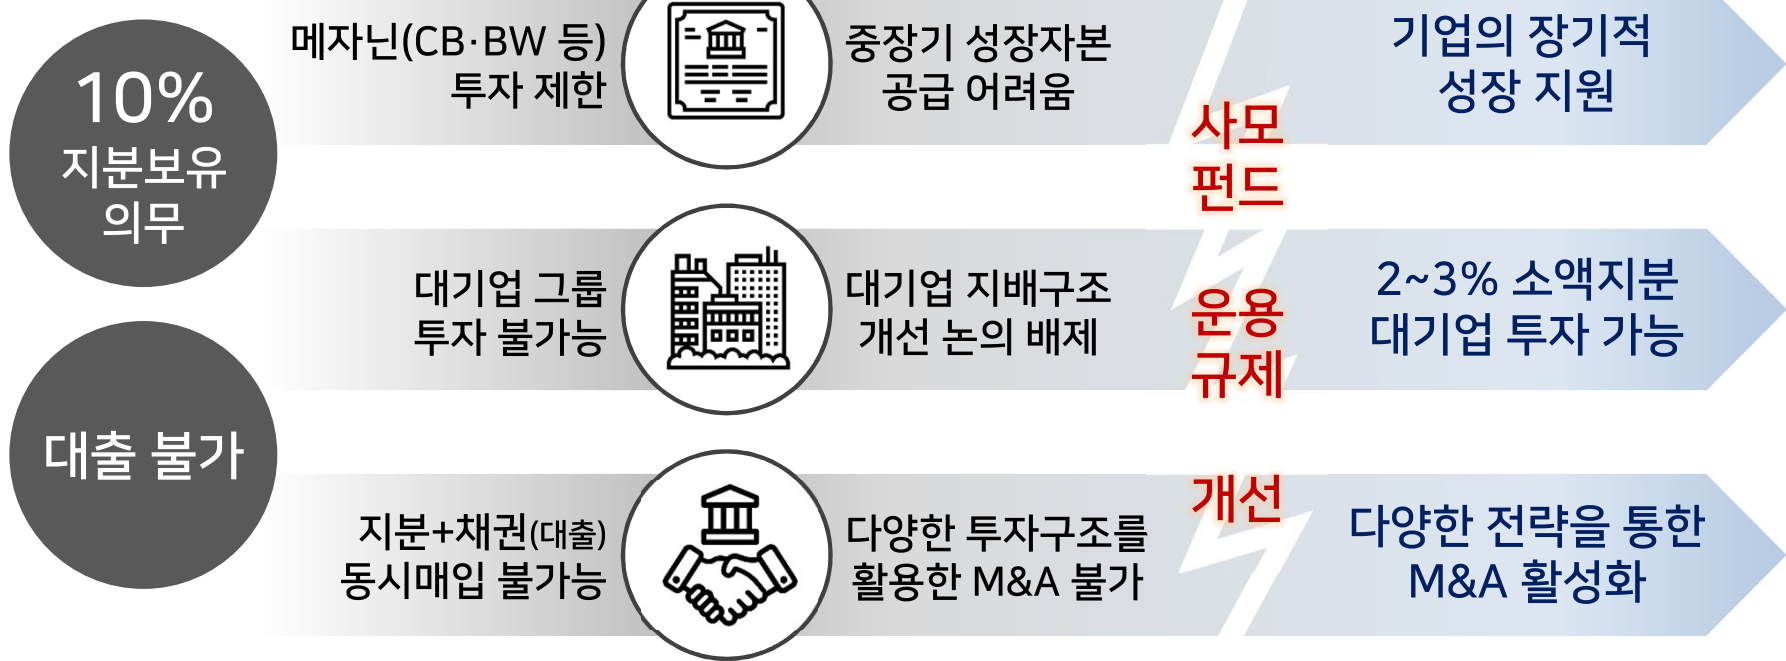 10%
지분보유
의무
대출 불가
메자닌(CB·BW 등)
투자 제한
중장기 성장자본
공급 어려움
기업의 장기적
성장 지원
대기업 그룹
투자 불가능
대기업 지배구조
개선 논의 배제
2~3% 소액지분
대기업 투자 가능
지분+채권(대출)
동시매입 불가능
다양한 투자구조를
활용한 M&A 불가
다양한 전략을 통한
M&A 활성화
사모
펀드
운용
규제
개선